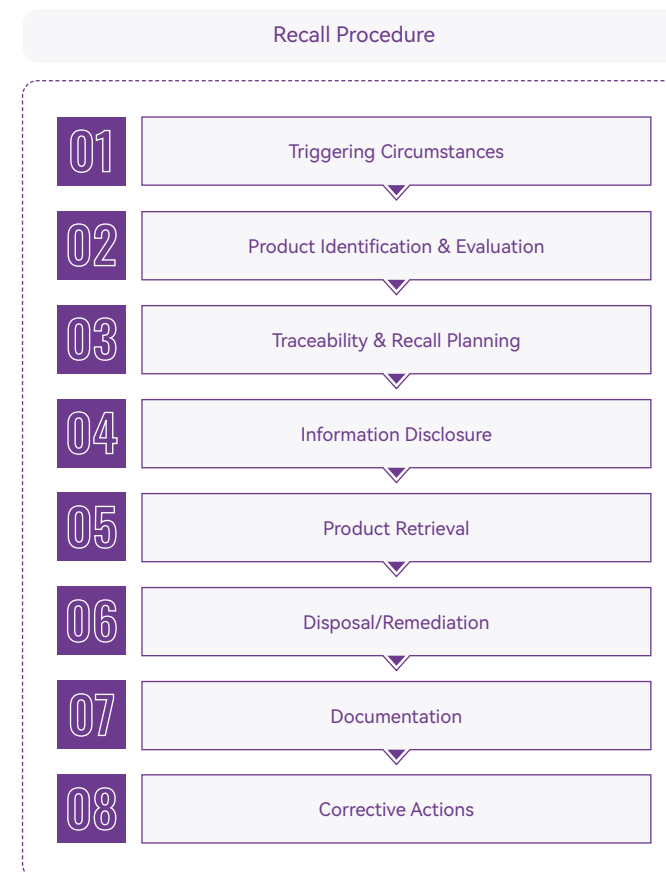 Recall Procedure
01
Triggering Circumstances
02
Product Identification & Evaluation
03
Traceability & Recall Planning
04
Information Disclosure
05
Product Retrieval
06
Disposal/Remediation
07
Documentation
08
Corrective Actions